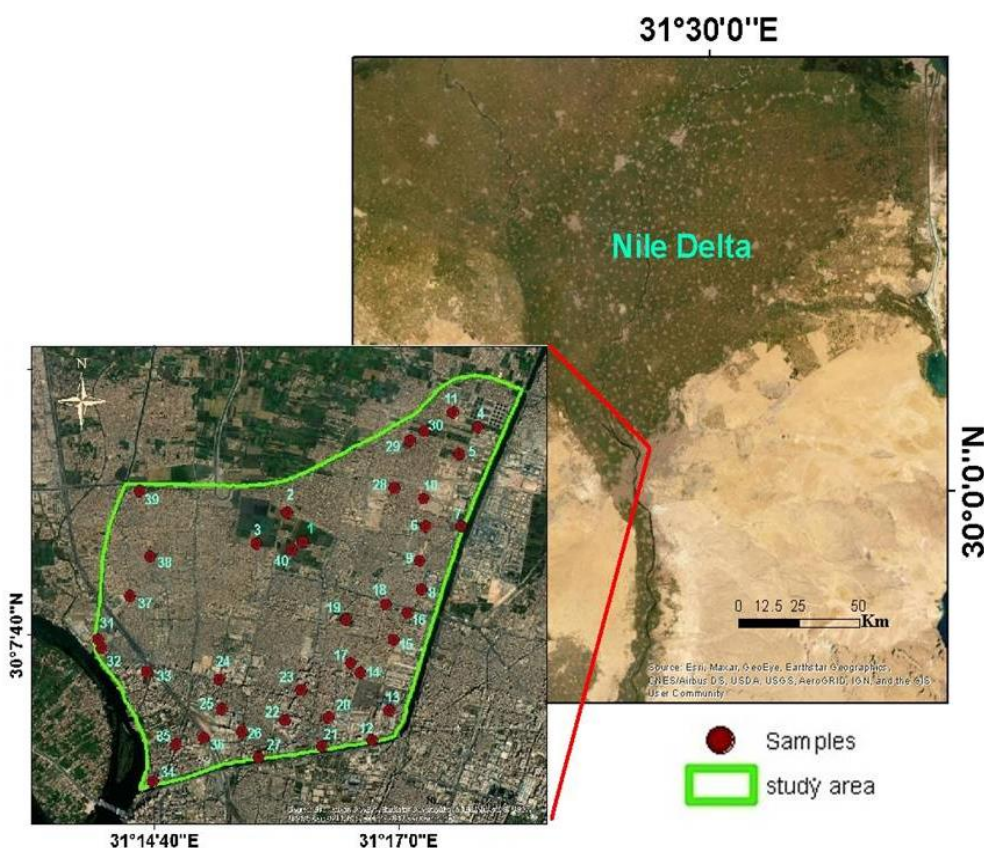 31°30'0"E
Nile Delta
30°0'0"N
0 12.5 25 50
Km
Source: Esri, Maxar, GeoEye, Earthstar Geographics,
CNES/Airbus DS, USDA, USGS, AeroGRID, IGN, and the GIS
User Community
N
11
4
30
29
5
28
10
2
39
6
7
3
1
40
9
38
8
37
18
16
19
31
15
32
17
14
33
24
23
13
25
20
22
26
12
35
36
21
27
34
30°7'40"N
31°14'40"E
31°17'0"E
Samples
study area